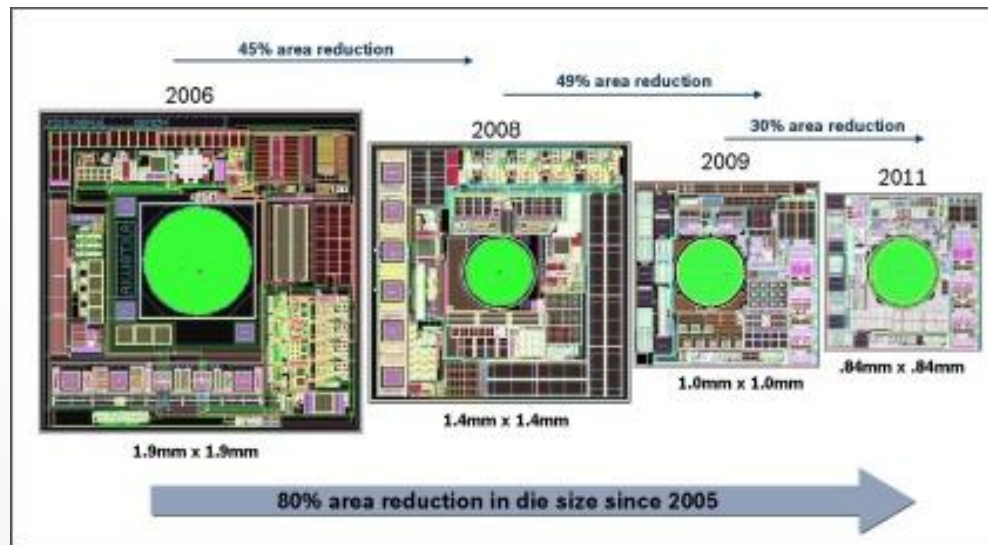 45% area reduction
49% area reduction
30% area reduction
2006
2008
2009
2011
1.9mm x 1.9mm
1.4mm x 1.4mm
1.0mm x 1.0mm
.84mm x .84mm
80% area reduction in die size since 2005